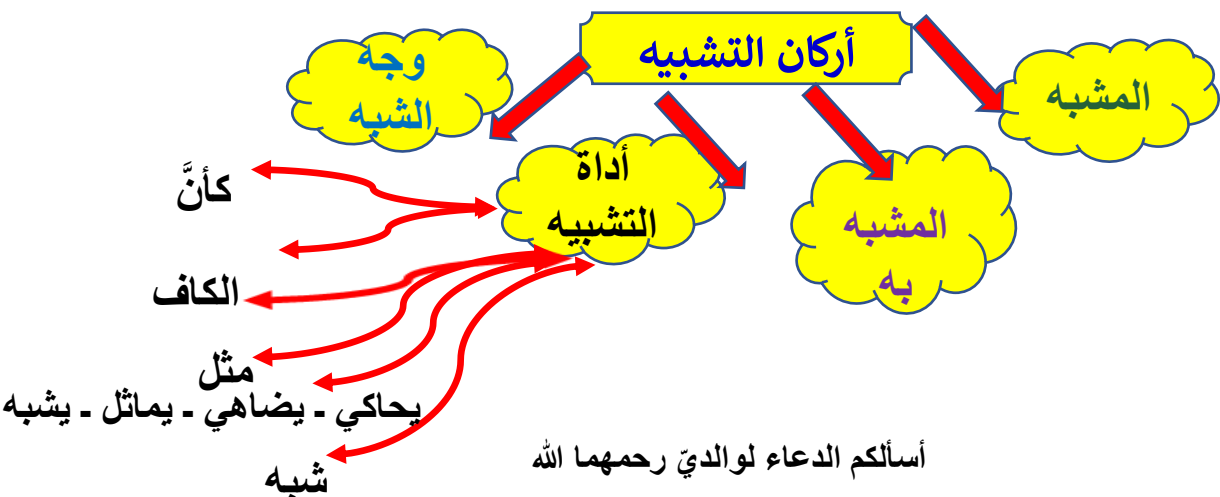 أركان التشبيه
المشبه
المشبه
به
أداة
التشبيه
وجه
الشبه
كأنَّ
الكاف
مثل
يحاكي ـ يضاهي ـ يماثل ـ يشبه
شبه
أسألكم الدعاء لوالديّ رحمهما الله